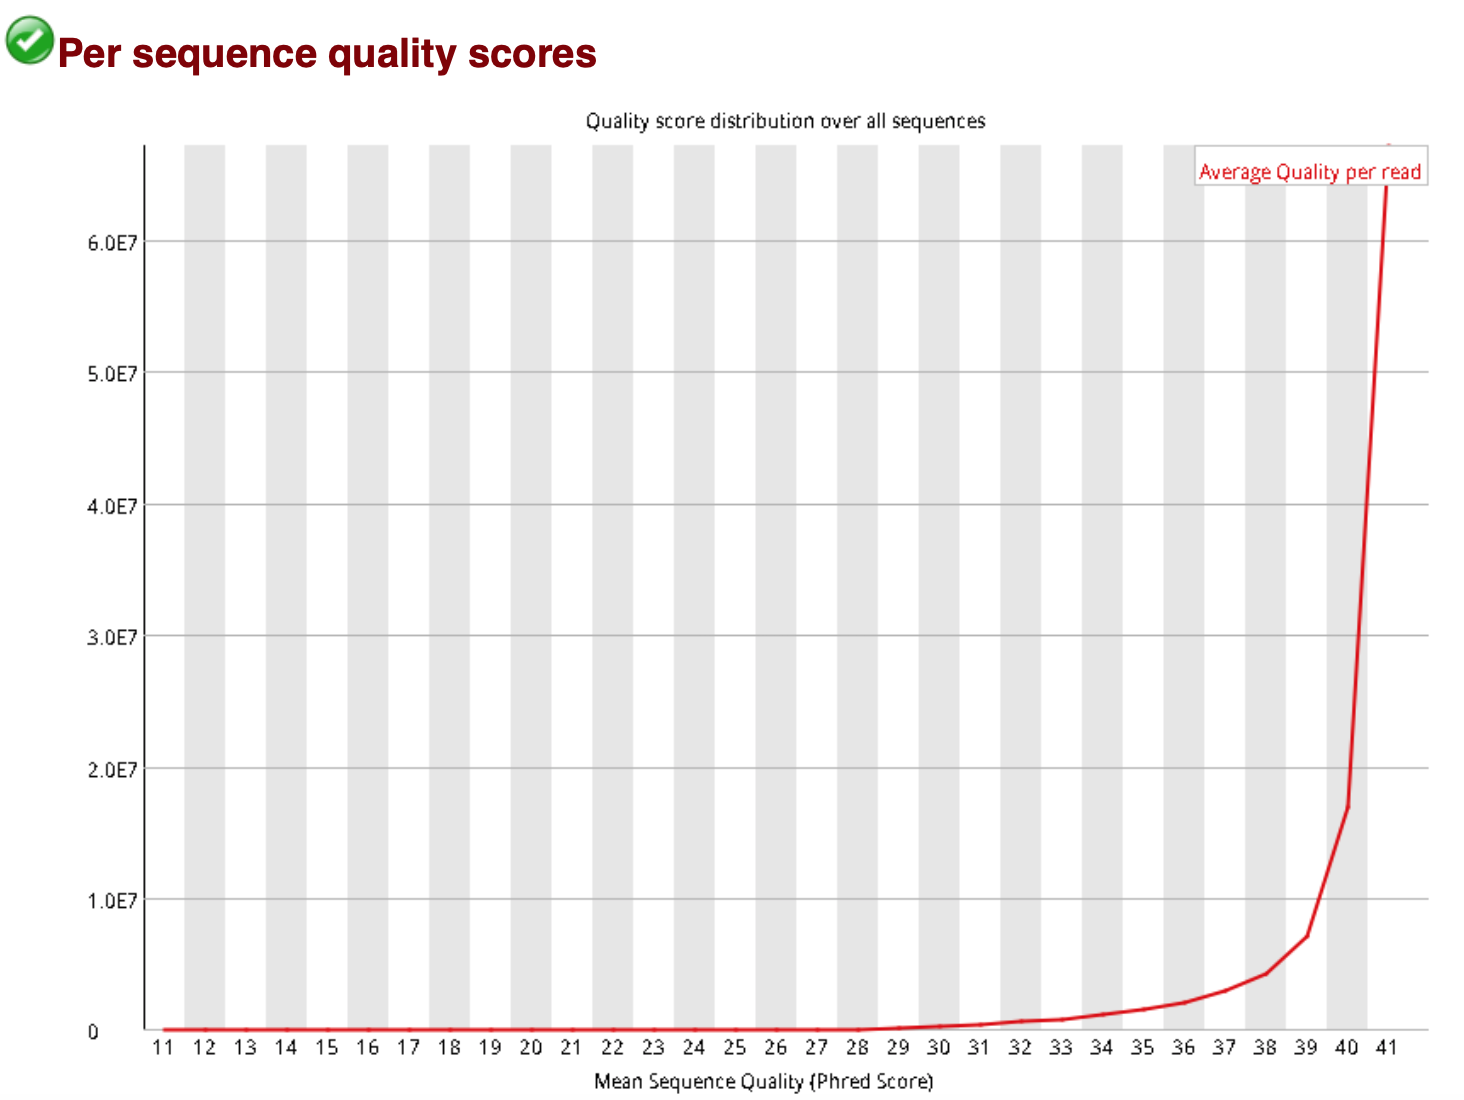 Per sequence quality scores
Quality score distribution over all sequences
Average Quality per read
6.0E7
5.0E7
4.0E7
3.0E7
2.0E7
1.0E7
0
11 12 13 14 15 16 17 18 19 20 21 22 23 24 25 26 27 28 29 30 31 32 33 34 35 36 37 38 39 40 41
Mean Sequence Quality (Phred Score)